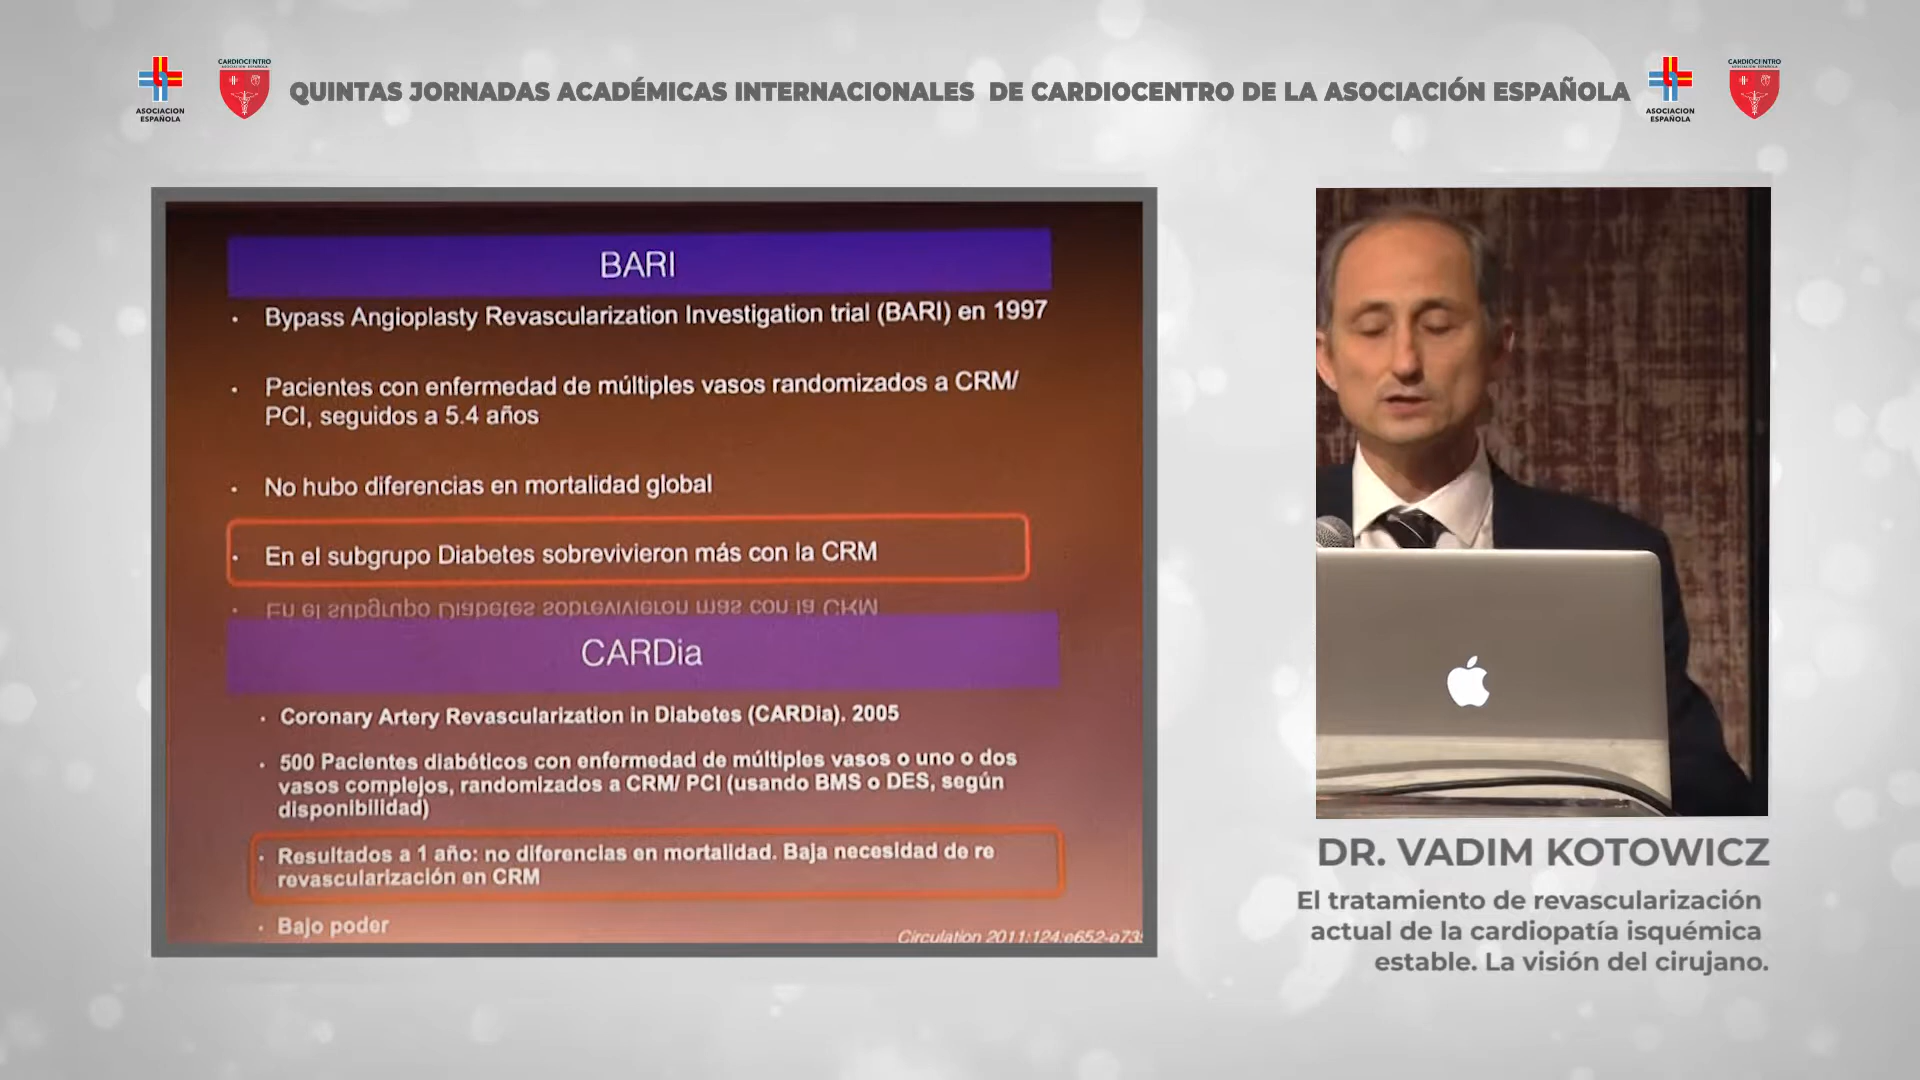 ASOCIACION
ESPAÑOLA
CARDIOCENTRO
QUINTAS JORNADAS ACADÉMICAS INTERNACIONALES DE CARDIOCENTRO DE LA ASOCIACIÓN ESPAÑOLA
ASOCIACION
ESPAÑOLA
CARDIOCENTRO
BARI
• Bypass Angioplasty Revascularization Investigation trial (BARI) en 1997
• Pacientes con enfermedad de múltiples vasos randomizados a CRM/
PCI, seguidos a 5.4 años
• No hubo diferencias en mortalidad global
• En el subgrupo Diabetes sobrevivieron más con la CRM
CARDia
• Coronary Artery Revascularization in Diabetes (CARDia). 2005
• 500 Pacientes diabéticos con enfermedad de múltiples vasos o uno o dos
vasos complejos, randomizados a CRM/ PCI (usando BMS o DES, según
disponibilidad)
• Resultados a 1 año: no diferencias en mortalidad. Baja necesidad de re
revascularización en CRM
• Bajo poder
Circulation 2011;124:e652-e73
DR. VADIM KOTOWICZ
El tratamiento de revascularización
actual de la cardiopatía isquémica
estable. La visión del cirujano.